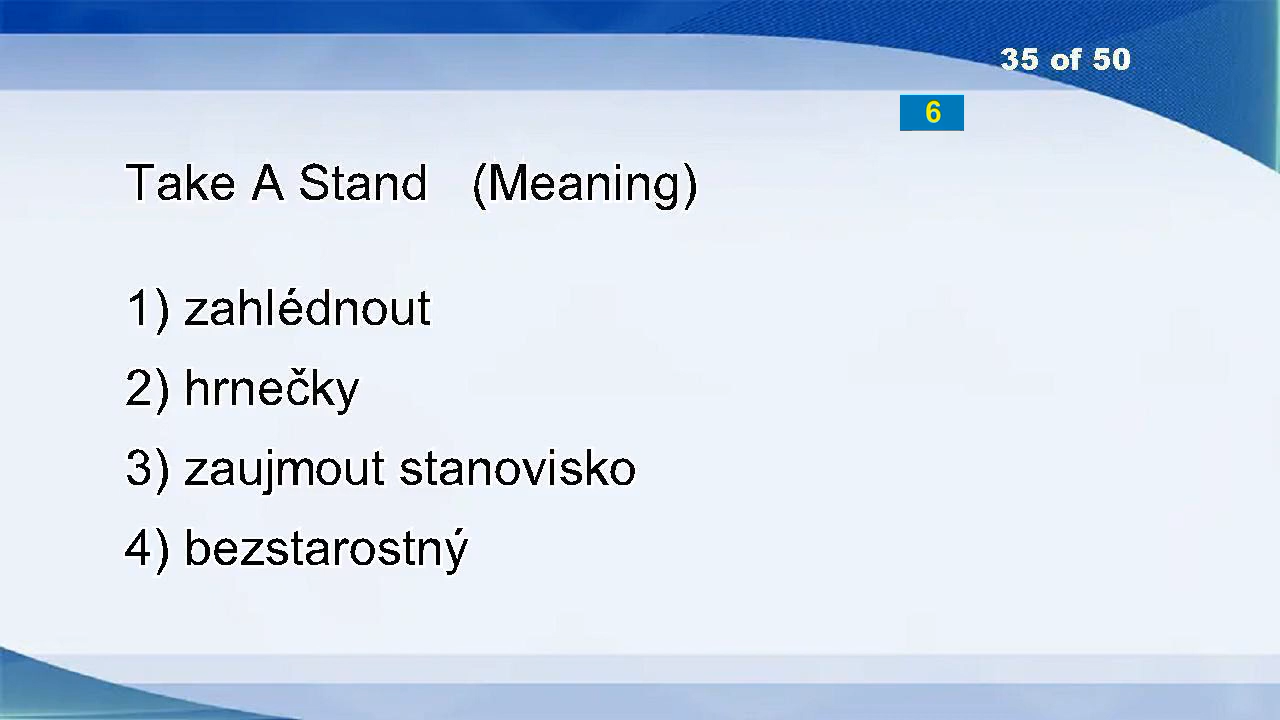 35 of 50
6
Take A Stand (Meaning)
1) zahlédnout
2) hrnečky
3) zaujmout stanovisko
4) bezstarostný